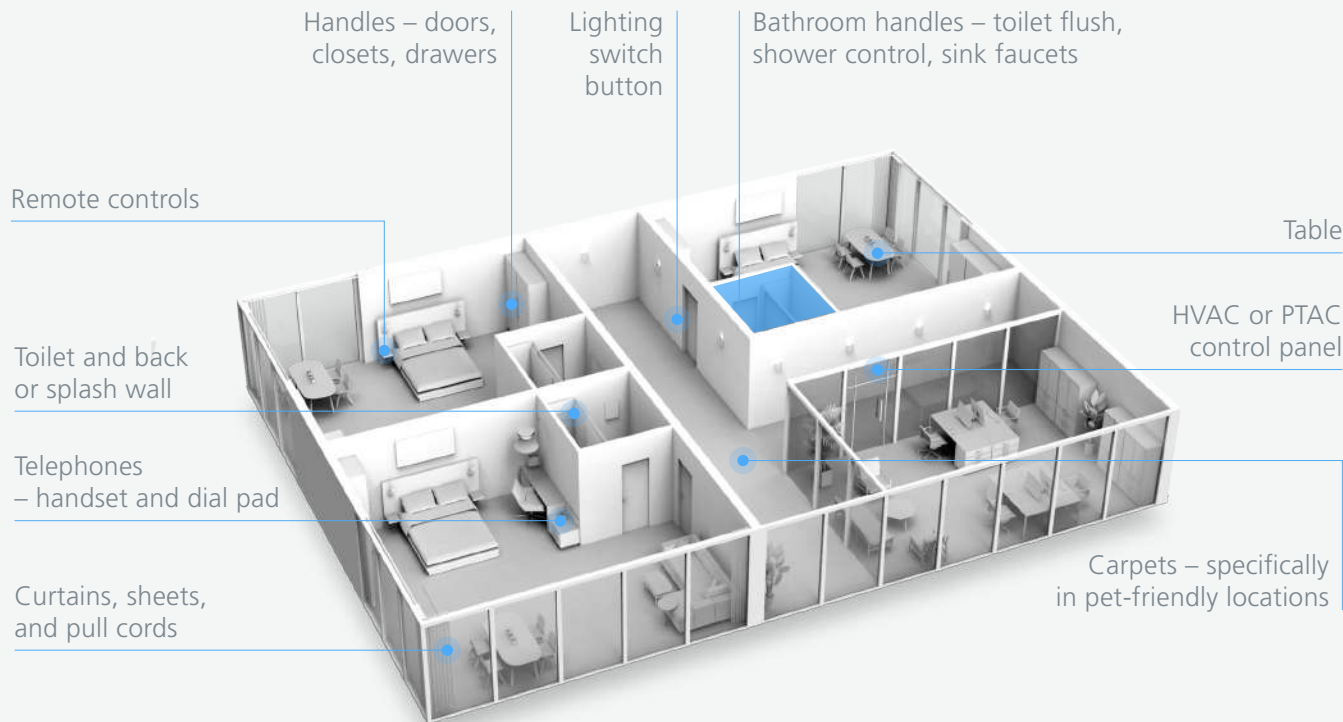 Handles – doors,
closets, drawers
Lighting
switch
button
Bathroom handles – toilet flush,
shower control, sink faucets
Remote controls
Table
HVAC or PTAC
control panel
Toilet and back
or splash wall
Telephones
– handset and dial pad
Carpets – specifically
in pet-friendly locations
Curtains, sheets,
and pull cords